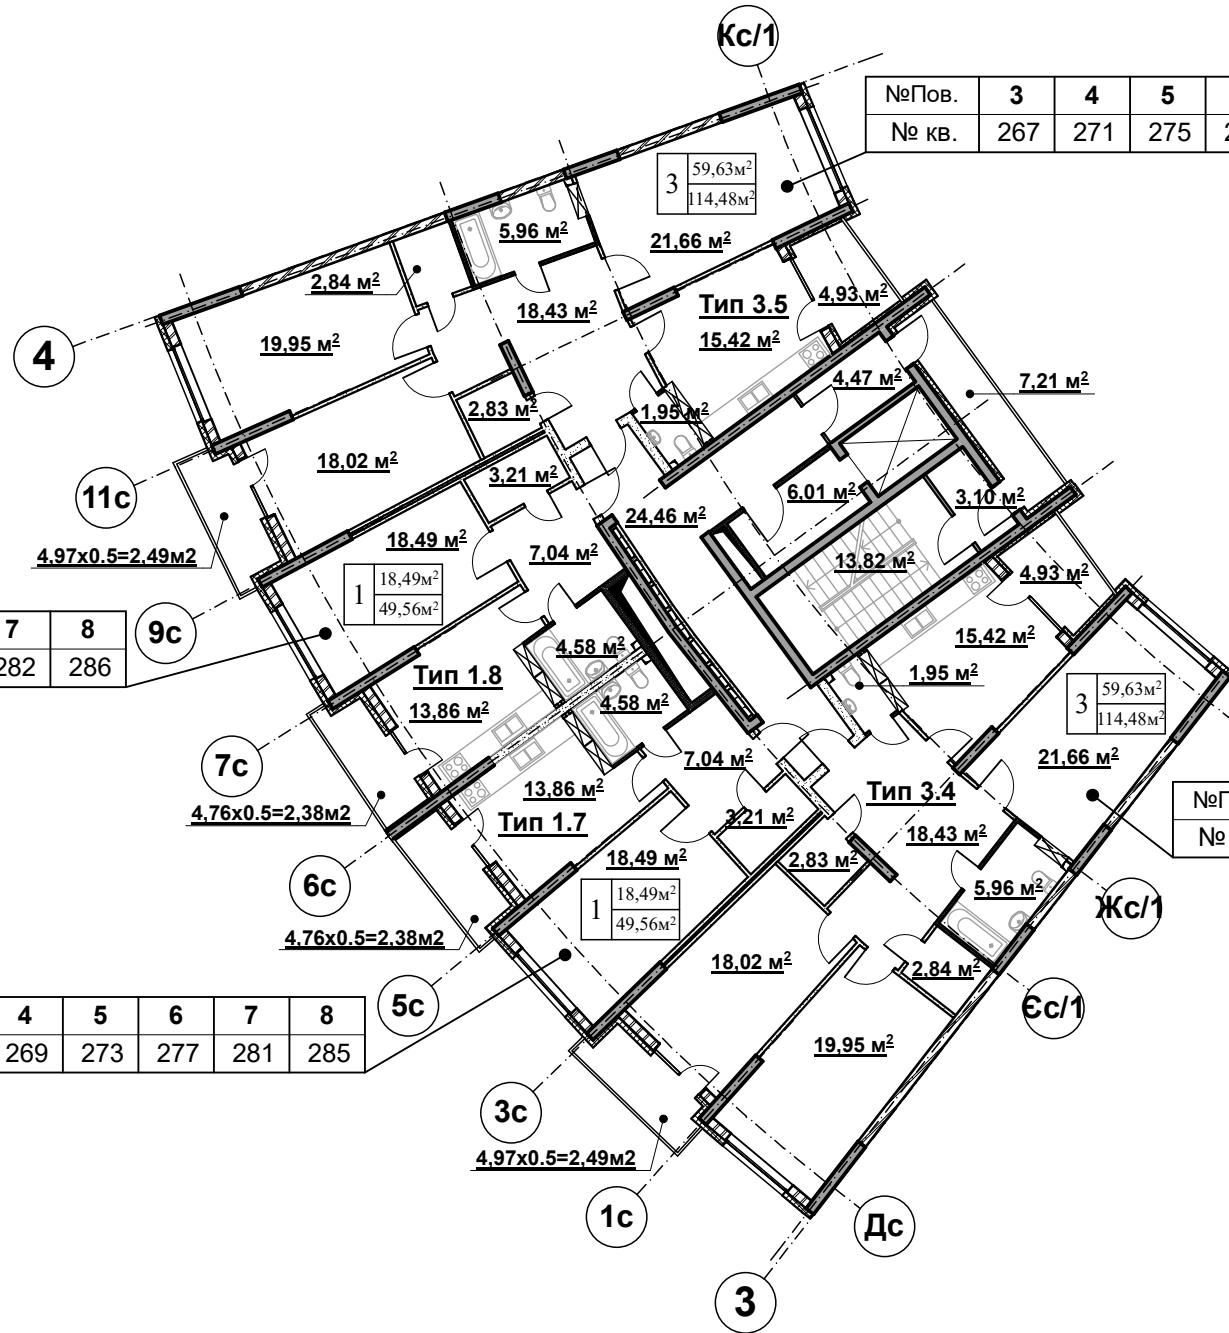 Кс/1
№Пов. 3 4 5
№ кв. 267 271 275 2
3 59,63м²
114,48м²
5,96 м²
21,66 м²
2,84 м²
18,43 м²
Тип 3.5
4,93 м²
15,42 м²
4
19,95 м²
4,47 м²
7,21 м²
2,83 м²
1,95 м²
18,02 м²
3,21 м²
11с
6,01 м²
3,10 м²
24,46 м²
18,49 м²
4,97х0.5=2,49м2
7,04 м²
13,82 м²
4,93 м²
1 18,49м²
49,56м²
7 8
282 286
9с
15,42 м²
4,58 м²
Тип 1.8
1,95 м²
3 59,63м²
114,48м²
13,86 м²
4,58 м²
7с
7,04 м²
21,66 м²
13,86 м²
Тип 3.4
4,76х0.5=2,38м2
Тип 1.7
3,21 м²
18,43 м²
№П
№
18,49 м²
2,83 м²
6с
1 18,49м²
49,56м²
5,96 м²
Жс/1
4,76х0.5=2,38м2
18,02 м²
2,84 м²
5с
Єс/1
4 5 6 7 8
269 273 277 281 285
19,95 м²
3с
4,97х0.5=2,49м2
1с
Дс
3